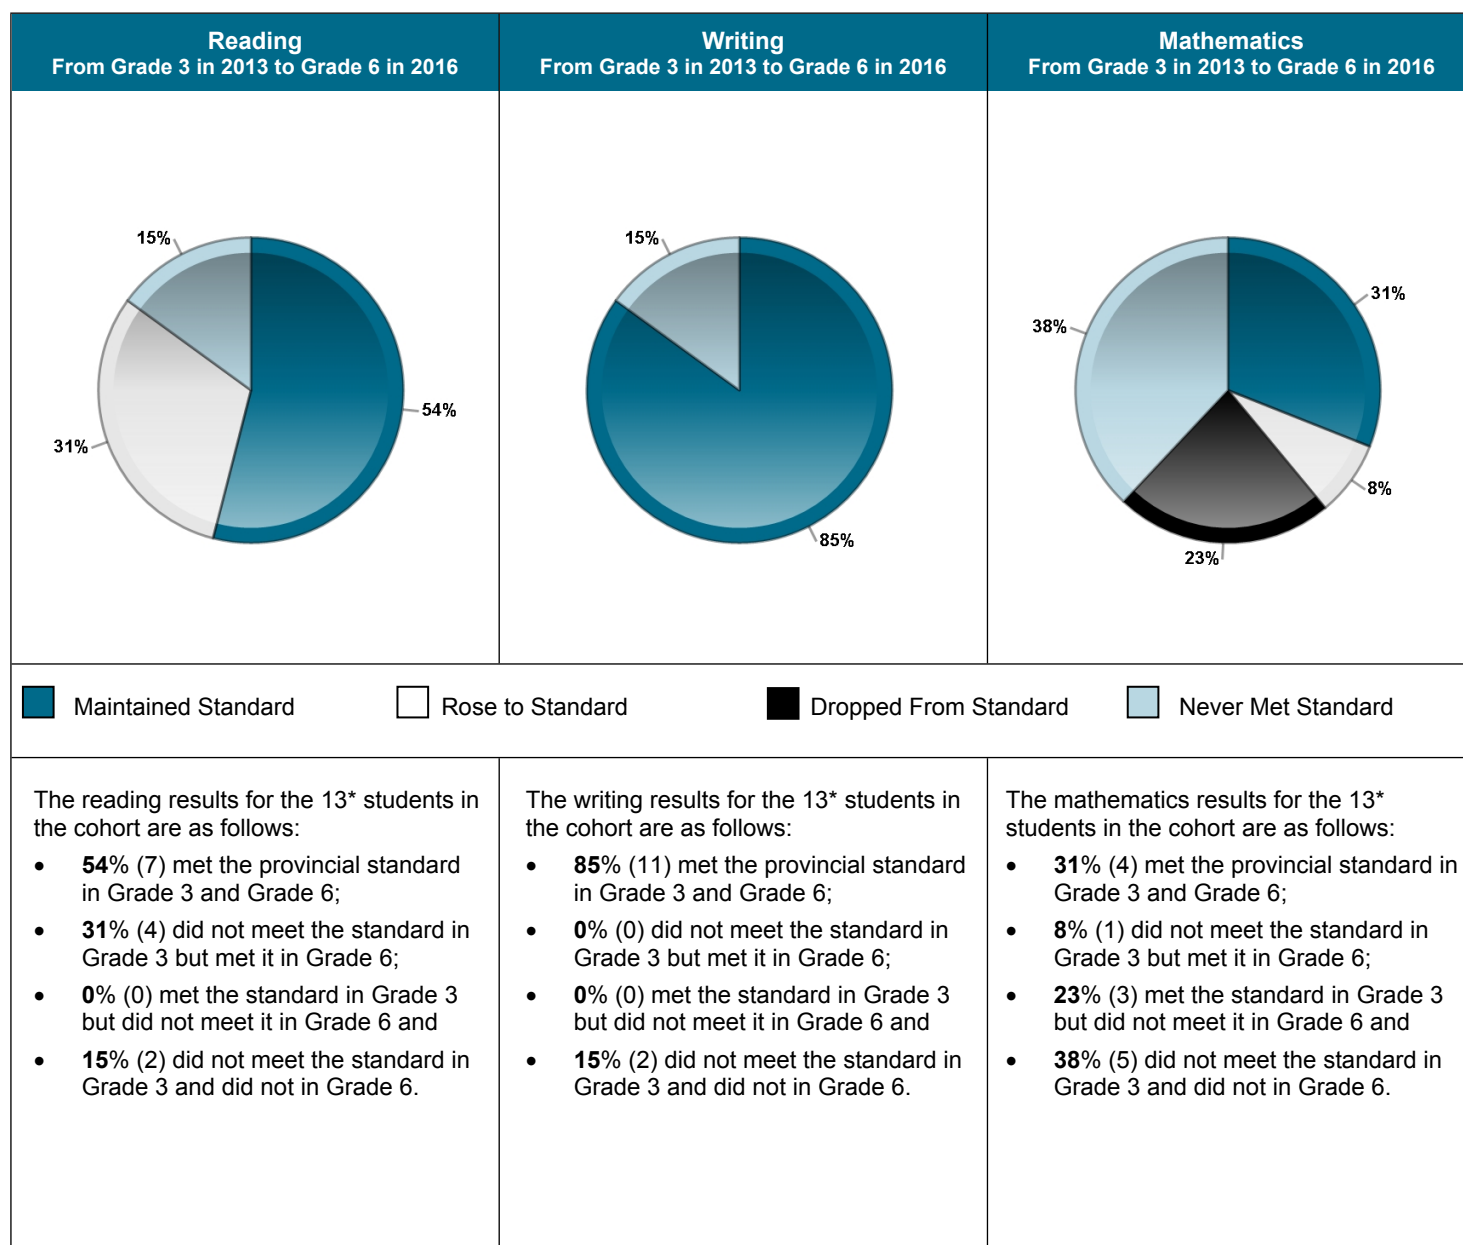 Reading
From Grade 3 in 2013 to Grade 6 in 2016
Writing
From Grade 3 in 2013 to Grade 6 in 2016
Mathematics
From Grade 3 in 2013 to Grade 6 in 2016
15%
54%
31%
15%
85%
31%
38%
8%
23%
Maintained Standard
Rose to Standard
Dropped From Standard
Never Met Standard
The reading results for the 13* students in
the cohort are as follows:
• 54% (7) met the provincial standard
in Grade 3 and Grade 6;
• 31% (4) did not meet the standard in
Grade 3 but met it in Grade 6;
• 0% (0) met the standard in Grade 3
but did not meet it in Grade 6 and
• 15% (2) did not meet the standard in
Grade 3 and did not in Grade 6.
The writing results for the 13* students in
the cohort are as follows:
• 85% (11) met the provincial standard
in Grade 3 and Grade 6;
• 0% (0) did not meet the standard in
Grade 3 but met it in Grade 6;
• 0% (0) met the standard in Grade 3
but did not meet it in Grade 6 and
• 15% (2) did not meet the standard in
Grade 3 and did not in Grade 6.
The mathematics results for the 13*
students in the cohort are as follows:
• 31% (4) met the provincial standard in
Grade 3 and Grade 6;
• 8% (1) did not meet the standard in
Grade 3 but met it in Grade 6;
• 23% (3) met the standard in Grade 3
but did not meet it in Grade 6 and
• 38% (5) did not meet the standard in
Grade 3 and did not in Grade 6.